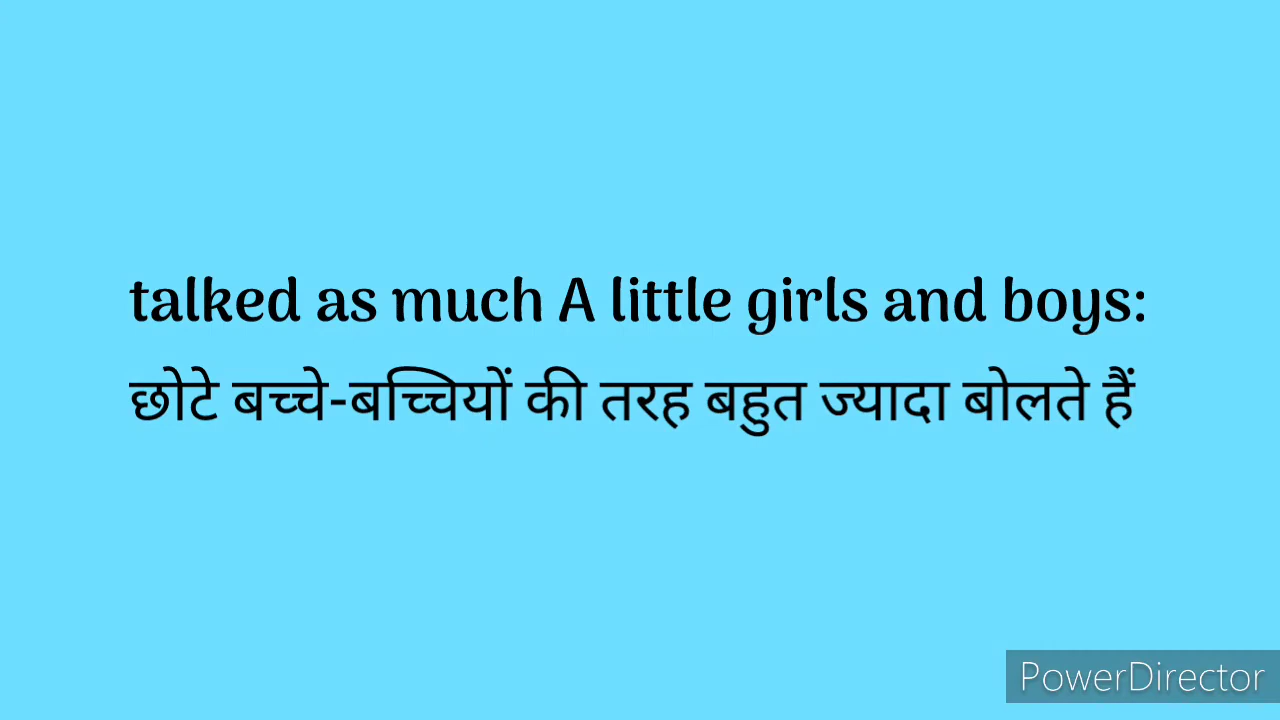 talked as much A little girls and boys:
छोटे बच्चे-बच्चियों की तरह बहुत ज्यादा बोलते हैं
PowerDirector